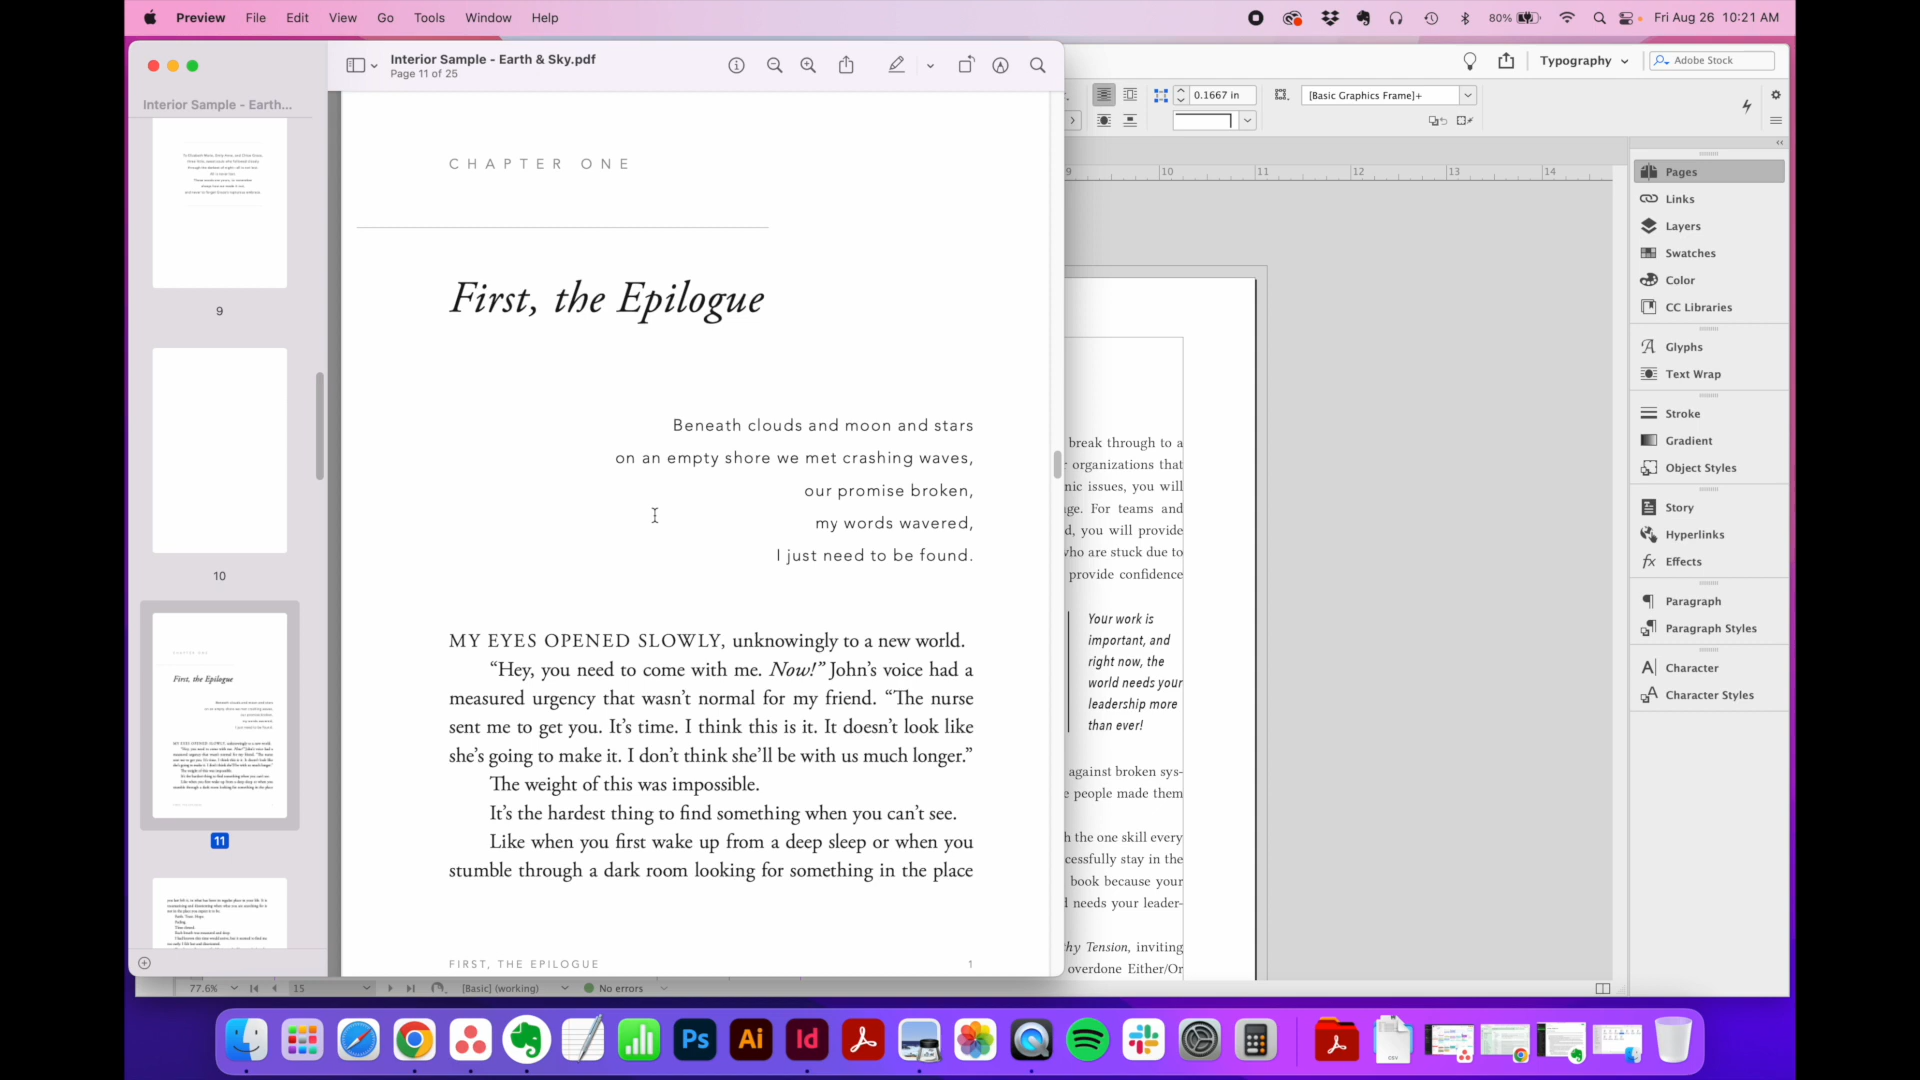 Preview File Edit View Go Tools Window Help
80% Fri Aug 26 10:21 AM
Interior Sample - Earth & Sky.pdf
Page 11 of 25
Interior Sample - Earth...
9
10
11
CHAPTER ONE
First, the Epilogue
Beneath clouds and moon and stars
on an empty shore we met crashing waves,
our promise broken,
my words wavered,
I just need to be found.
MY EYES OPENED SLOWLY, unknowingly to a new world.
“Hey, you need to come with me. Now!” John’s voice had a
measured urgency that wasn’t normal for my friend. “The nurse
sent me to get you. It’s time. I think this is it. It doesn’t look like
she’s going to make it. I don’t think she’ll be with us much longer.”
The weight of this was impossible.
It’s the hardest thing to find something when you can’t see.
Like when you first wake up from a deep sleep or when you
stumble through a dark room looking for something in the place
FIRST, THE EPILOGUE 1
Typography
Adobe Stock
0.1667 in
[Basic Graphics Frame]+
9 10 11 12 13 14
break through to a
organizations that
nic issues, you will
ge. For teams and
d, you will provide
who are stuck due to
provide confidence
Your work is
important, and
right now, the
world needs your
leadership more
than ever!
against broken sys-
e people made them
h the one skill every
cessfully stay in the
book because your
d needs your leader-
hy Tension, inviting
overdone Either/Or
Pages
Links
Layers
Swatches
Color
CC Libraries
Glyphs
Text Wrap
Stroke
Gradient
Object Styles
Story
Hyperlinks
Effects
Paragraph
Paragraph Styles
Character
Character Styles
77.6% 15 [Basic] (working) No errors
Ps Ai Id
CSV